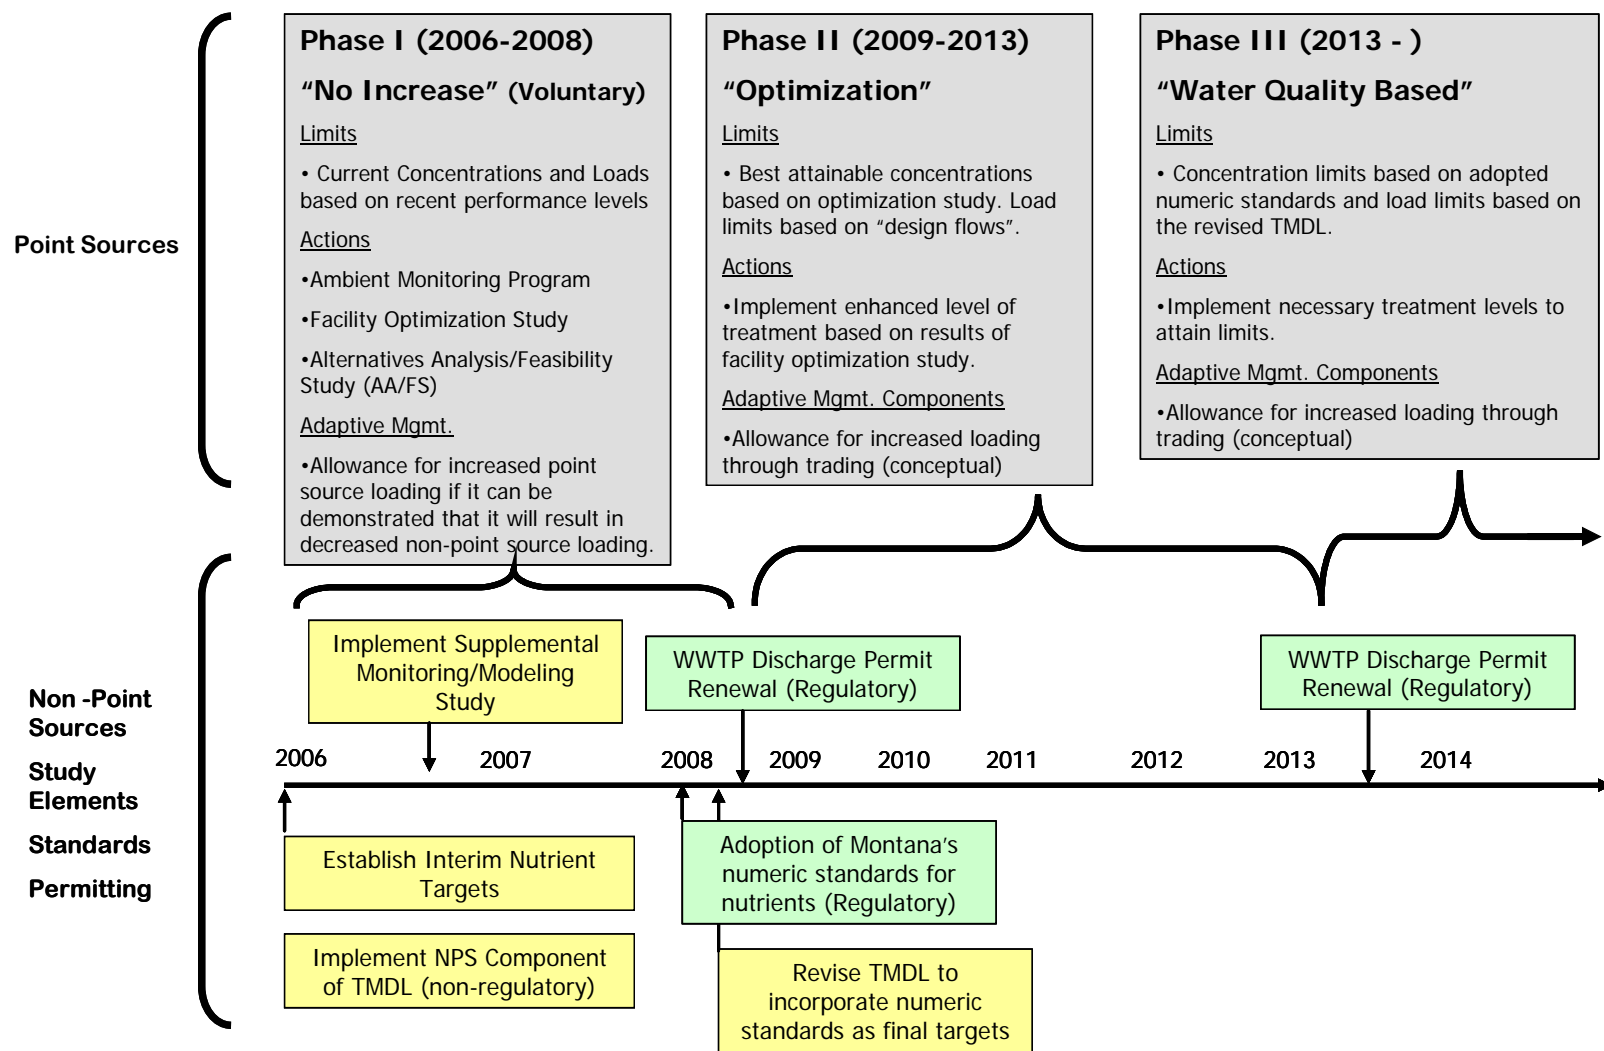 Phase I (2006-2008)
“No Increase” (Voluntary)
Limits
• Current Concentrations and Loads
based on recent performance levels
Actions
•Ambient Monitoring Program
•Facility Optimization Study
•Alternatives Analysis/Feasibility
Study (AA/FS)
Adaptive Mgmt.
•Allowance for increased point
source loading if it can be
demonstrated that it will result in
decreased non-point source loading.
Phase II (2009-2013)
“Optimization”
Limits
• Best attainable concentrations
based on optimization study. Load
limits based on “design flows”.
Actions
•Implement enhanced level of
treatment based on results of
facility optimization study.
Adaptive Mgmt. Components
•Allowance for increased loading
through trading (conceptual)
Phase III (2013 - )
“Water Quality Based”
Limits
• Concentration limits based on adopted
numeric standards and load limits based on
the revised TMDL.
Actions
•Implement necessary treatment levels to
attain limits.
Adaptive Mgmt. Components
•Allowance for increased loading through
trading (conceptual)
Point Sources
Implement Supplemental
Monitoring/Modeling
Study
WWTP Discharge Permit
Renewal (Regulatory)
WWTP Discharge Permit
Renewal (Regulatory)
Non -Point
Sources
Study
Elements
Standards
Permitting
2006 2007 2008 2009 2010 2011 2012 2013 2014
Establish Interim Nutrient
Targets
Implement NPS Component
of TMDL (non-regulatory)
Adoption of Montana’s
numeric standards for
nutrients (Regulatory)
Revise TMDL to
incorporate numeric
standards as final targets